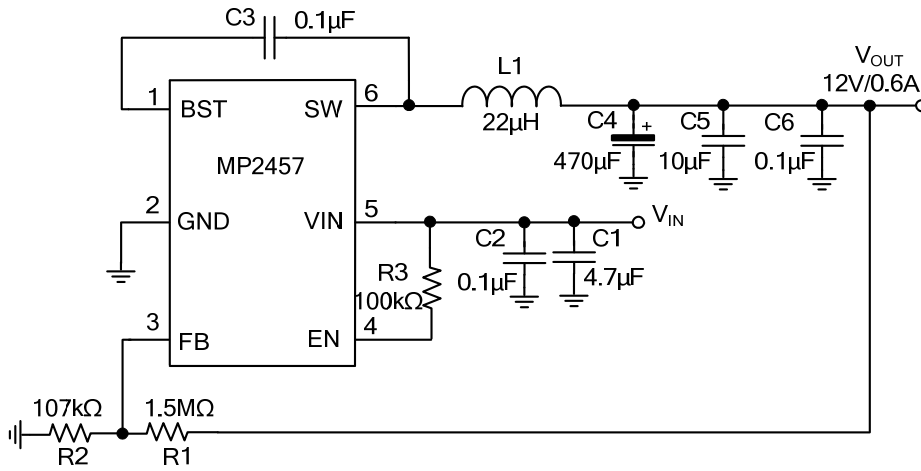 C3 0.1µF
1 BST
SW 6
MP2457
2 GND
VIN 5
3 FB
EN 4
L1
22µH
V_OUT
12V/0.6A
C4 +
470µF
C5
10µF
C6
0.1µF
V_IN
C2
0.1µF
C1
4.7µF
R3
100kΩ
107kΩ
R2
1.5MΩ
R1